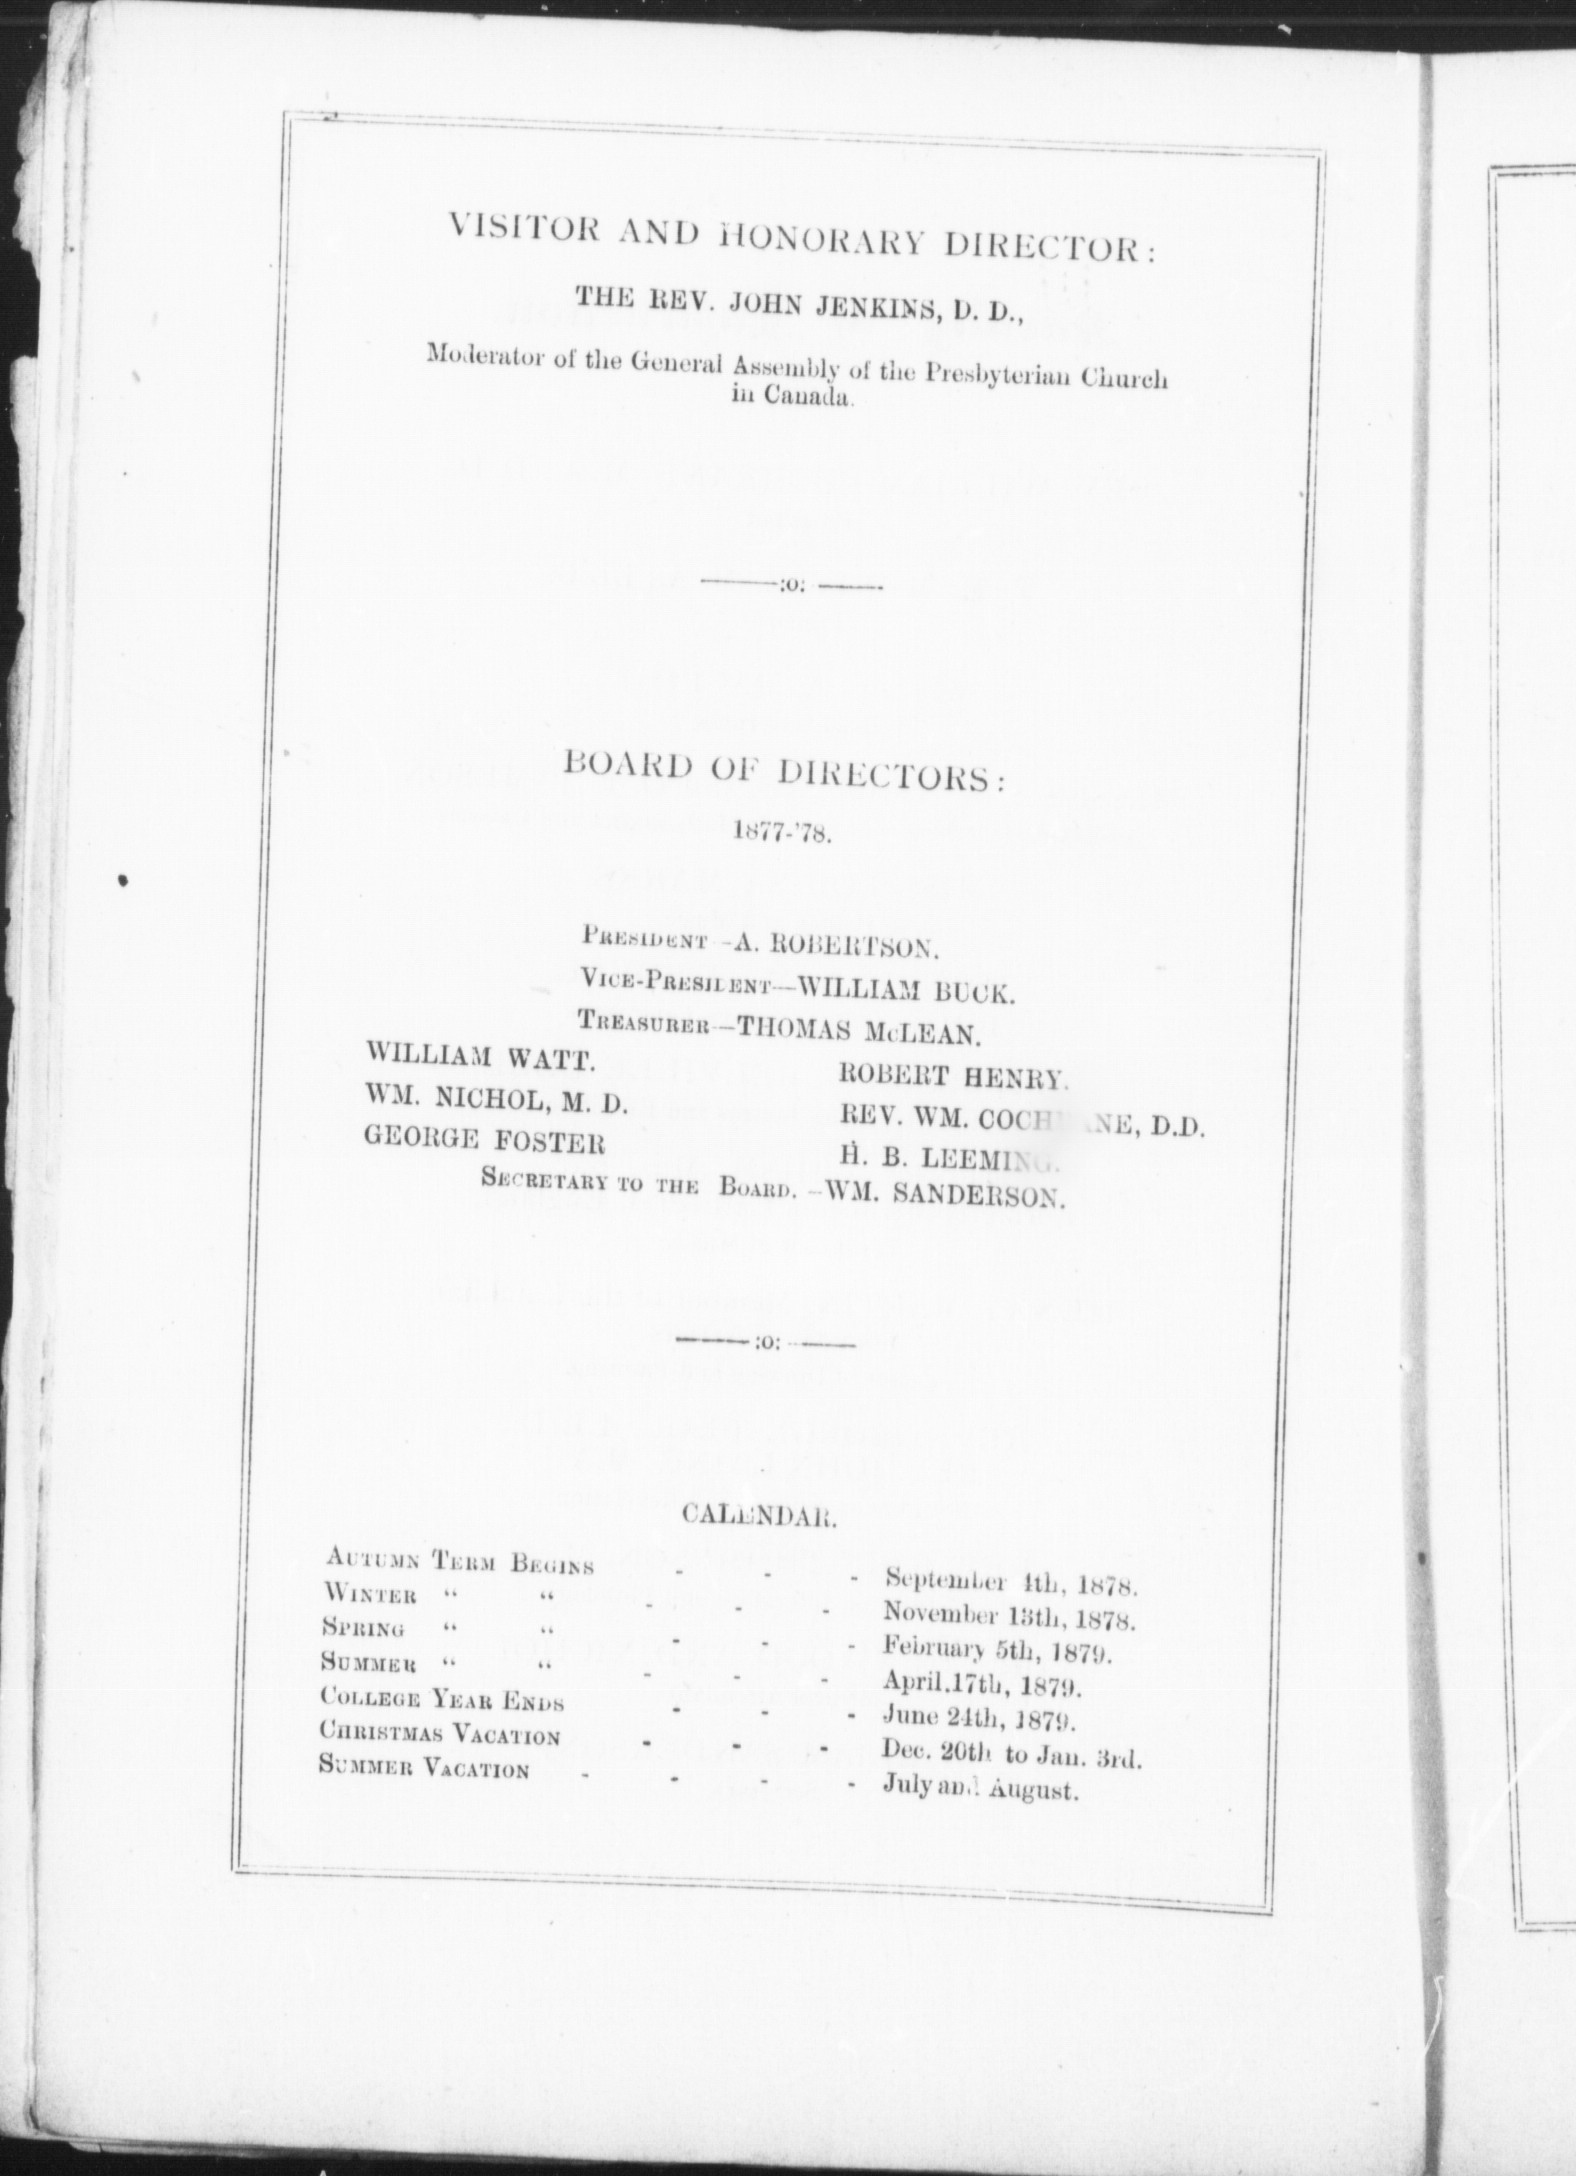 VISITOR AND HONORARY DIRECTOR:
THE REV. JOHN JENKINS, D. D.,
Moderator of the General Assembly of the Presbyterian Church
in Canada.
:o:
BOARD OF DIRECTORS:
1877-'78.
PRESIDENT—A. ROBERTSON.
VICE-PRESIDENT—WILLIAM BUCK.
TREASURER—THOMAS McLEAN.
WILLIAM WATT. ROBERT HENRY.
WM. NICHOL, M. D. REV. WM. COCHRANE, D.D.
GEORGE FOSTER H. B. LEEMING.
SECRETARY TO THE BOARD.—WM. SANDERSON.
:o:
CALENDAR.
AUTUMN TERM BEGINS - - - September 4th, 1878.
WINTER “ “ - - - November 13th, 1878.
SPRING “ “ - - - February 5th, 1879.
SUMMER “ “ - - - April 17th, 1879.
COLLEGE YEAR ENDS - - - June 24th, 1879.
CHRISTMAS VACATION - - - Dec. 20th to Jan. 3rd.
SUMMER VACATION - - - - July and August.